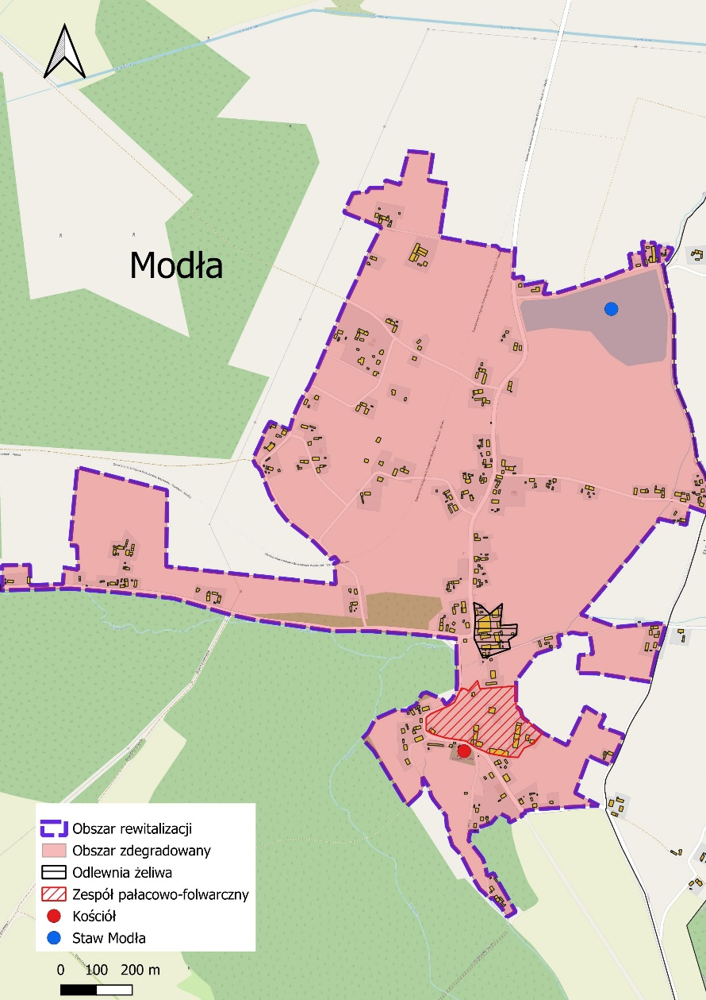 Modła
Obszar rewitalizacji
Obszar zdegradowany
Odlewnia żeliwa
Zespół pałacowo-folwarczny
Kościół
Staw Modła
0 100 200 m